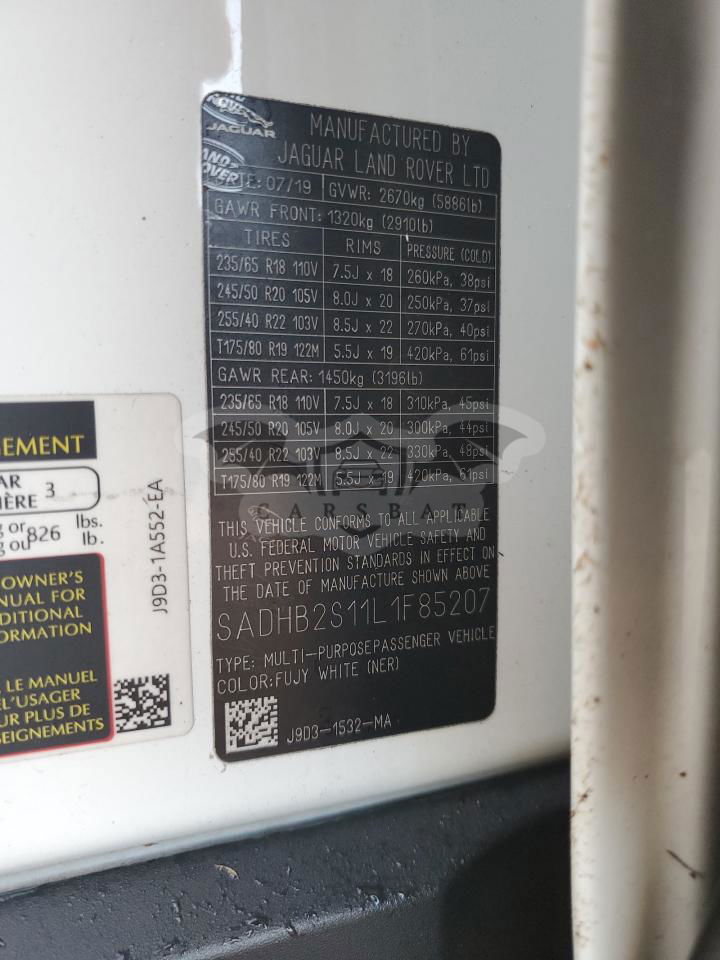 JAGUAR
LAND-
ROVER
MANUFACTURED BY
JAGUAR LAND ROVER LTD
07/19 GVWR: 2670kg (5886lb)
GAWR FRONT: 1320kg (2910lb)
TIRES RIMS PRESSURE (COLD)
235/65 R18 110V 7.5J x 18 260kPa, 38psi
245/50 R20 105V 8.0J x 20 250kPa, 37psi
255/40 R22 103V 8.5J x 22 270kPa, 40psi
T175/80 R19 122M 5.5J x 19 420kPa, 61psi
GAWR REAR: 1450kg (3196lb)
235/65 R18 110V 7.5J x 18 310kPa, 45psi
245/50 R20 105V 8.0J x 20 300kPa, 44psi
255/40 R22 103V 8.5J x 22 330kPa, 48psi
T175/80 R19 122M 5.5J x 19 420kPa, 61psi
CARSBAT
THIS VEHICLE CONFORMS TO ALL APPLICABLE
U.S. FEDERAL MOTOR VEHICLE SAFETY AND
THEFT PREVENTION STANDARDS IN EFFECT ON
THE DATE OF MANUFACTURE SHOWN ABOVE
SADHB2S11L1F85207
TYPE: MULTI-PURPOSE PASSENGER VEHICLE
COLOR:FUJY WHITE (NER)
J9D3-1532-MA
GEMENT
AR
IÈRE 3
g or 826 lbs.
g ou lb.
OWNER'S
NUAL FOR
DITIONAL
ORMATION
LE MANUEL
L'USAGER
UR PLUS DE
SEIGNEMENTS
J9D3-1A552-EA